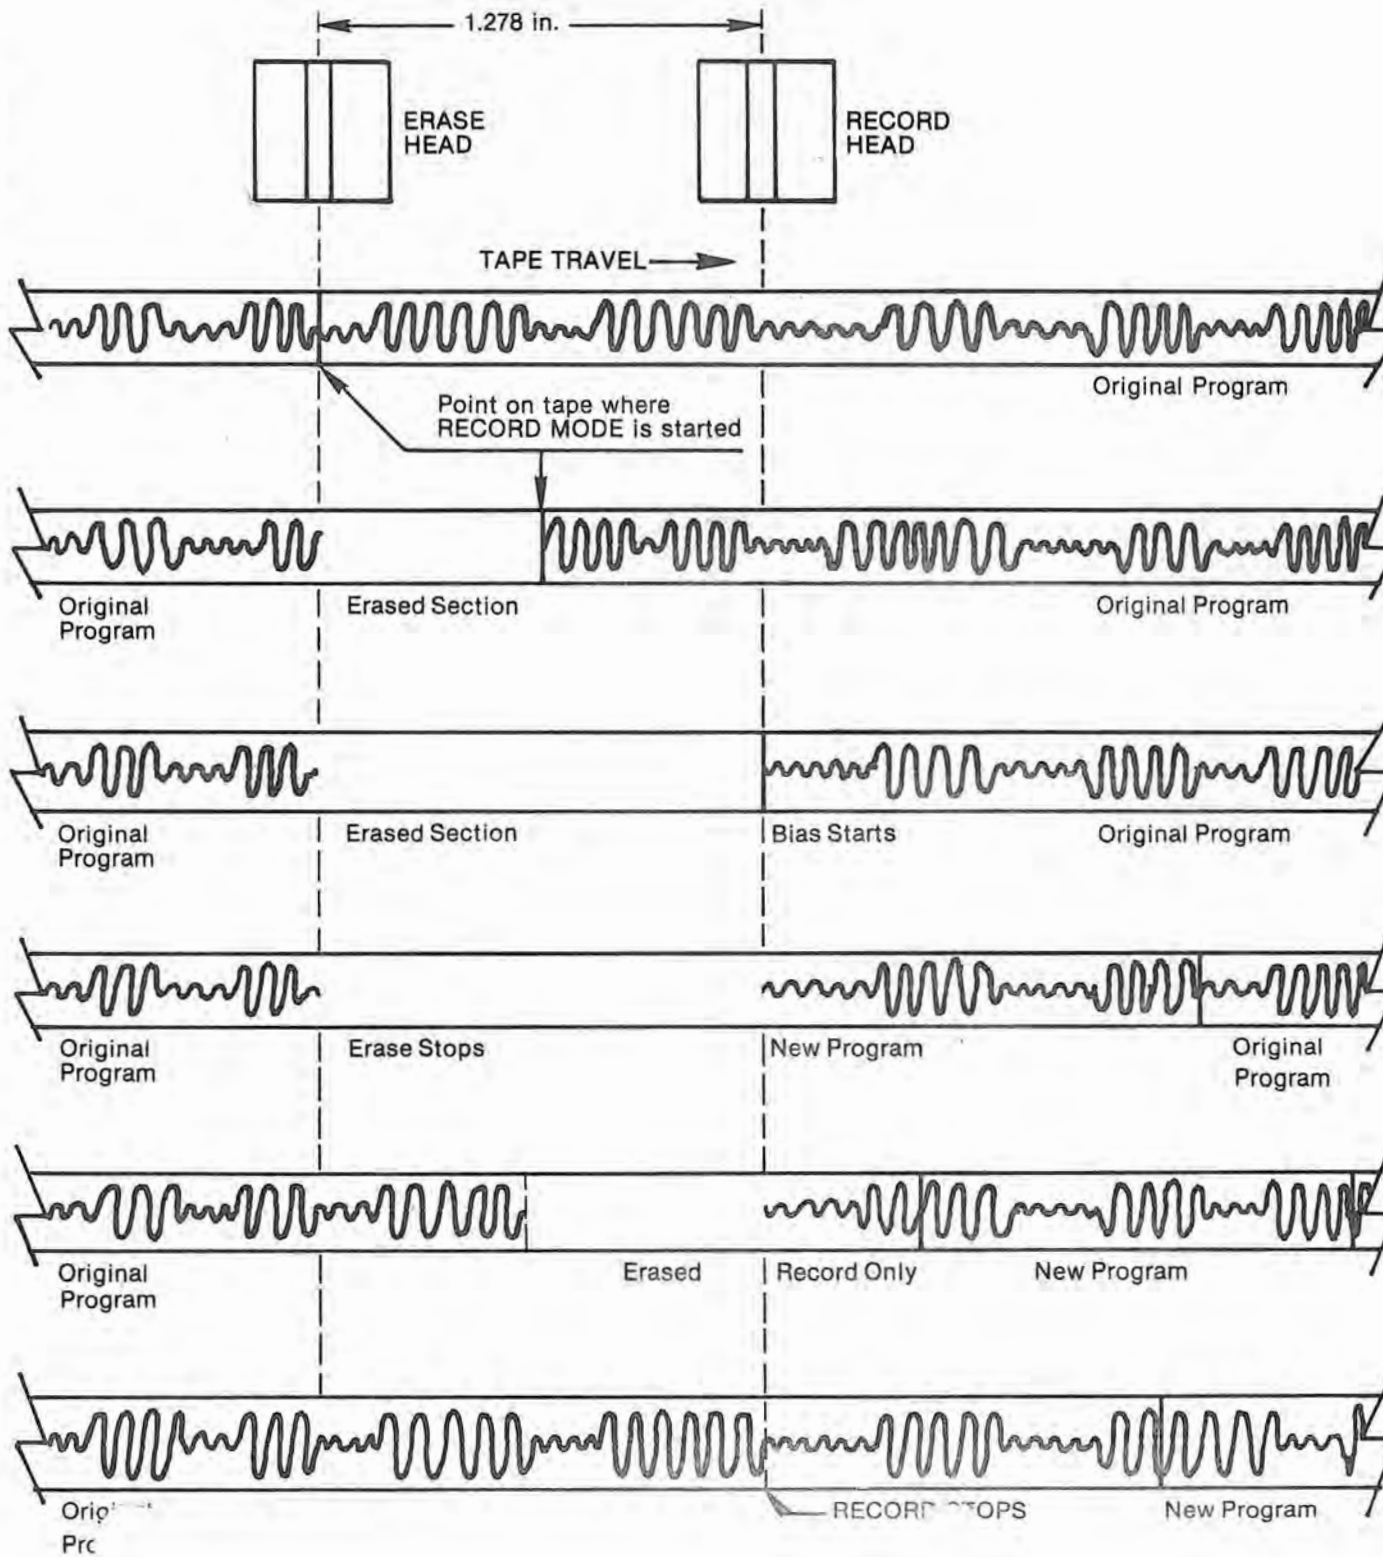 1.278 in.
ERASE
HEAD
RECORD
HEAD
TAPE TRAVEL
Original Program
Point on tape where
RECORD MODE is started
Original
Program
Erased Section
Original Program
Original
Program
Erased Section
Bias Starts
Original Program
Original
Program
Erase Stops
New Program
Original
Program
Original
Program
Erased
Record Only
New Program
New Program